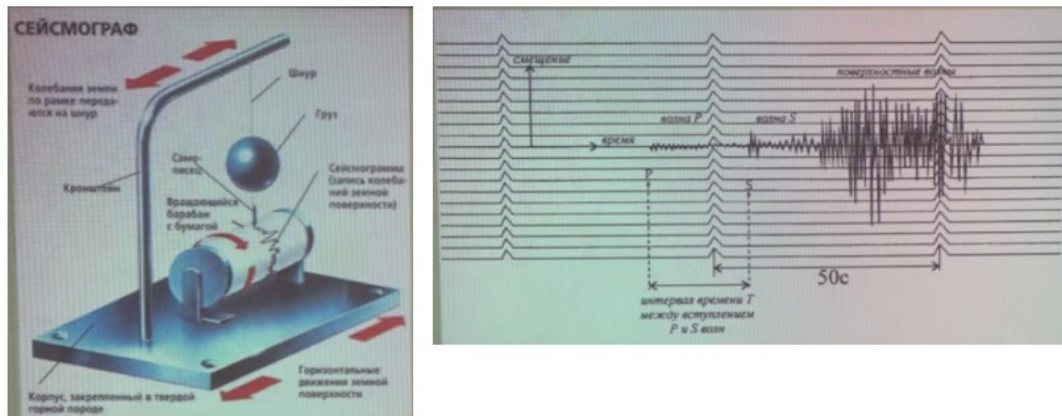 СЕЙСМОГРАФ
Колебания земли
по рамке переда-
ются на шнур
Шнур
Груз
Само-
писец
Сейсмограмма
(запись колеба-
ний земной
поверхности)
Кронштейн
Вращающийся
барабан
с бумагой
Горизонтальные
движения земной
поверхности
Корпус, закрепленный в твердой
горной породе
смещение
поверхностные волны
волна P
волна S
время
P
S
50с
интервал времени T
между вступлением
P и S волн